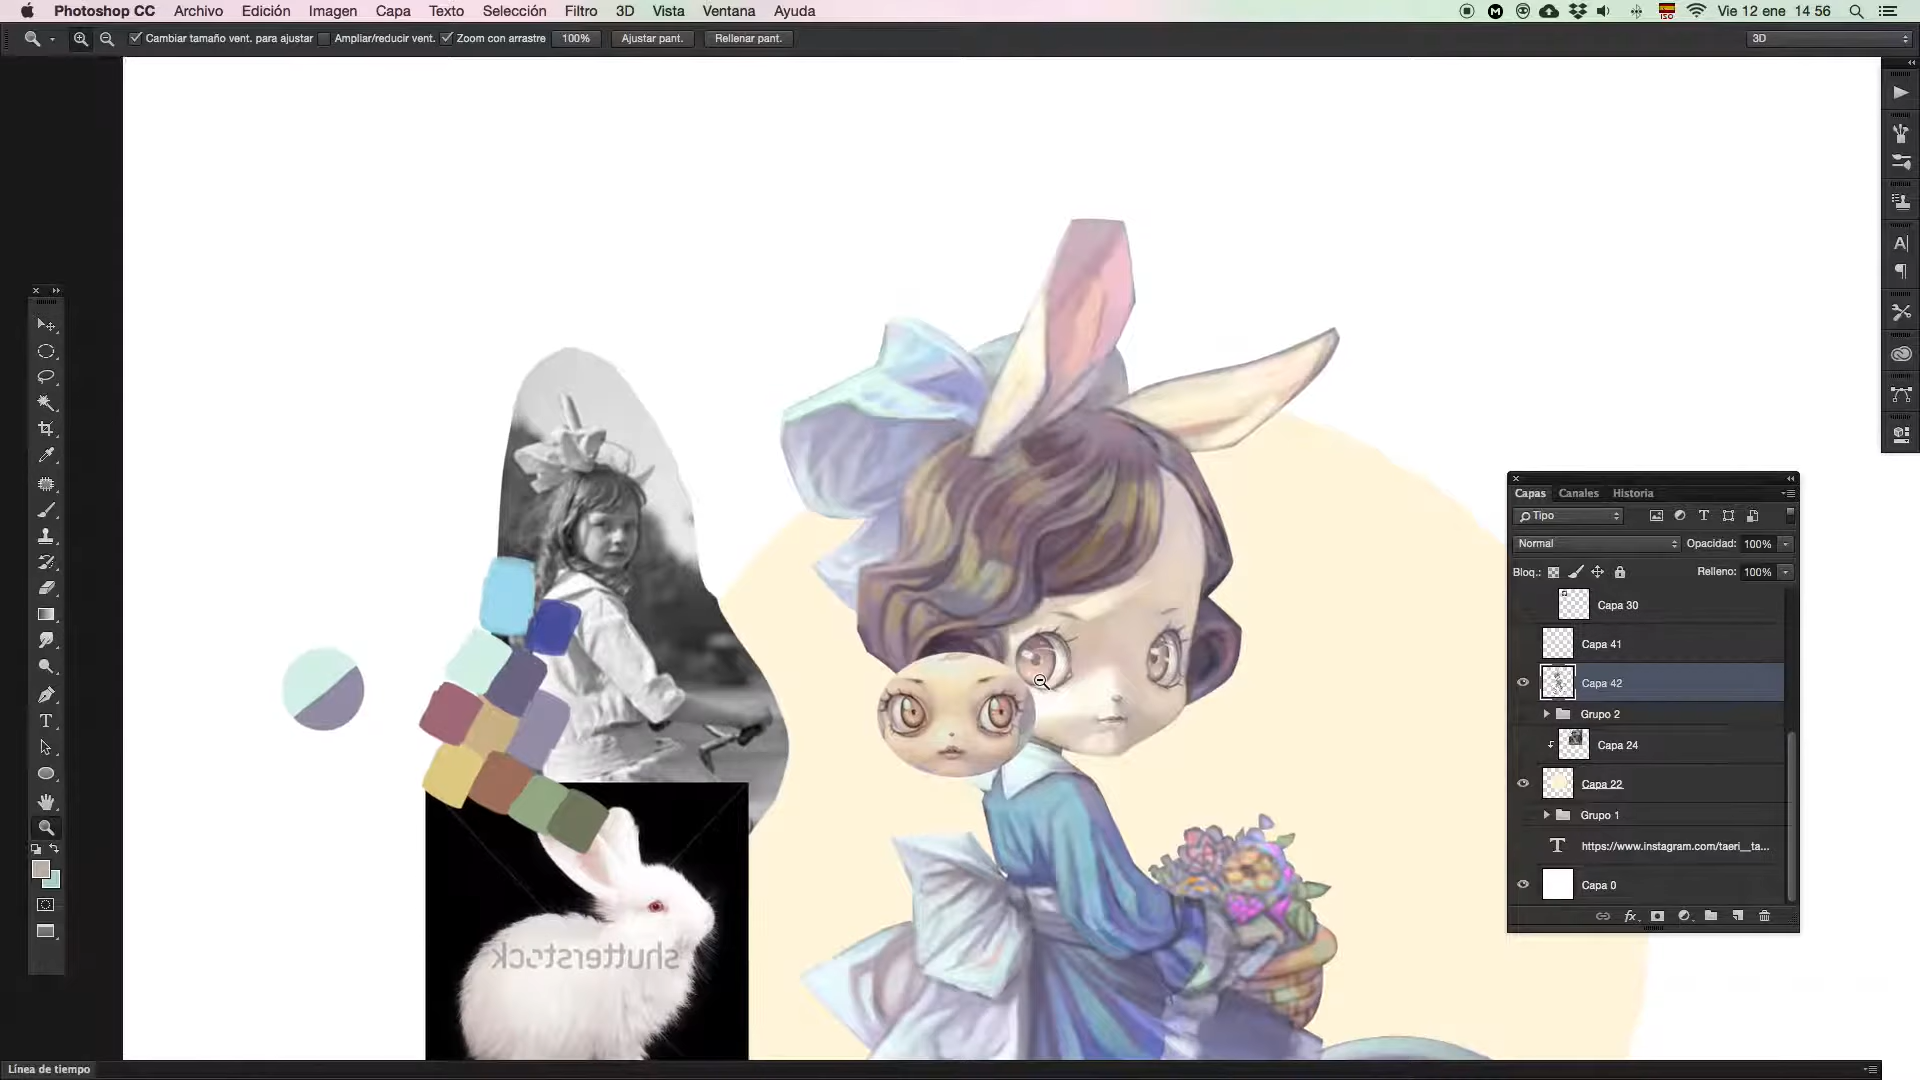 Photoshop CC Archivo Edición Imagen Capa Texto Selección Filtro 3D Vista Ventana Ayuda Vie 12 ene 14 56
ISO
Cambiar tamaño vent. para ajustar Ampliar/reducir vent. Zoom con arrastre 100% Ajustar pant. Rellenar pant. 3D
Capas Canales Historia
Tipo
Normal Opacidad: 100%
Bloq.: Relleno: 100%
Capa 30
Capa 41
Capa 42
Grupo 2
Capa 24
Capa 22
Grupo 1
https://www.instagram.com/taeri__ta...
Capa 0
shutterstock
Línea de tiempo